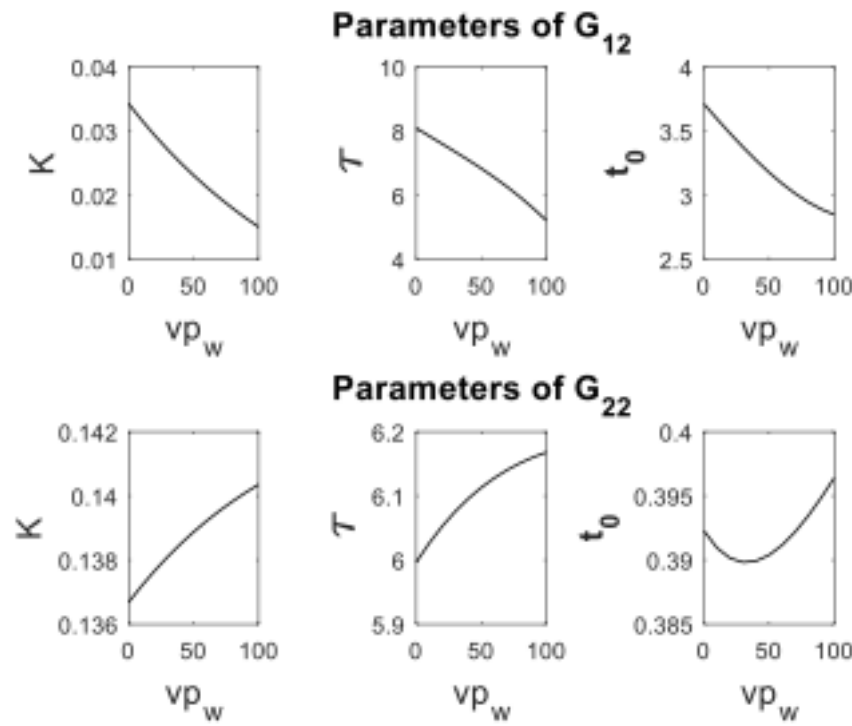 Parameters of G12
K
0.04
0.03
0.02
0.01
0 50 100
vpw
τ
10
8
6
4
0 50 100
vpw
t0
4
3.5
3
2.5
0 50 100
vpw
Parameters of G22
K
0.142
0.14
0.138
0.136
0 50 100
vpw
τ
6.2
6.1
6
5.9
0 50 100
vpw
t0
0.4
0.395
0.39
0.385
0 50 100
vpw